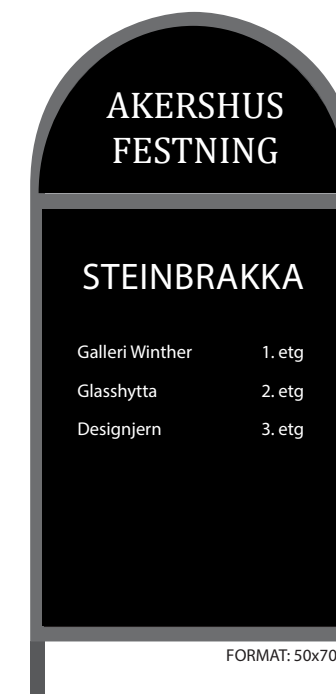 AKERSHUS
FESTNING
STEINBRAKKA
Galleri Winther 1. etg
Glasshytta 2. etg
Designjern 3. etg
FORMAT: 50x70